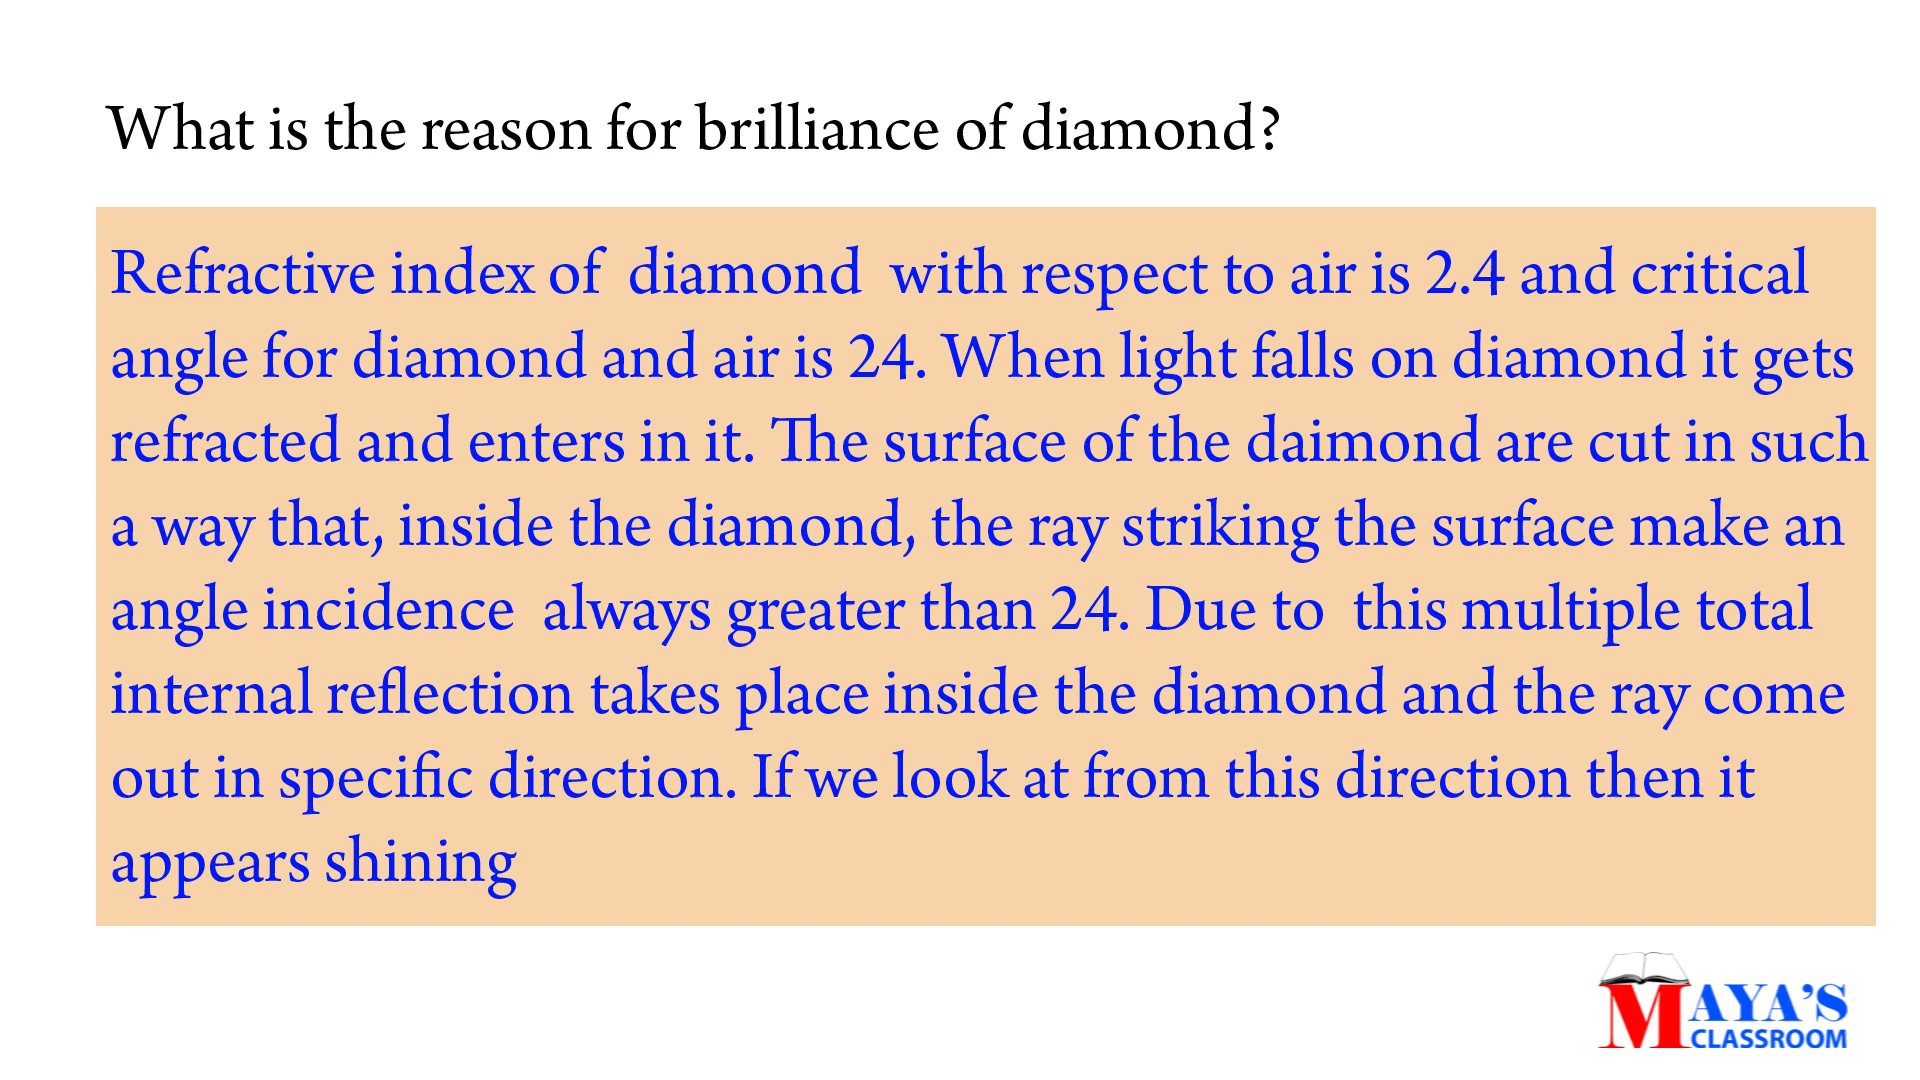 What is the reason for brilliance of diamond?
Refractive index of diamond with respect to air is 2.4 and critical
angle for diamond and air is 24. When light falls on diamond it gets
refracted and enters in it. The surface of the daimond are cut in such
a way that, inside the diamond, the ray striking the surface make an
angle incidence always greater than 24. Due to this multiple total
internal reflection takes place inside the diamond and the ray come
out in specific direction. If we look at from this direction then it
appears shining
MAYA'S
CLASSROOM